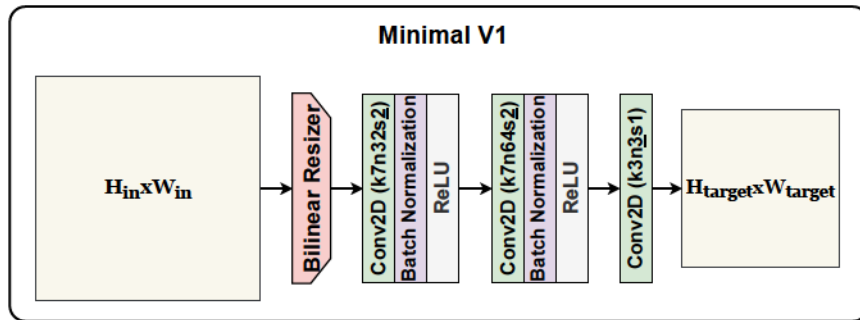 Minimal V1
HinxWin
Bilinear Resizer
Conv2D (k7n32s2)
Batch Normalization
ReLU
Conv2D (k7n64s2)
Batch Normalization
ReLU
Conv2D (k3n3s1)
HtargetxWtarget